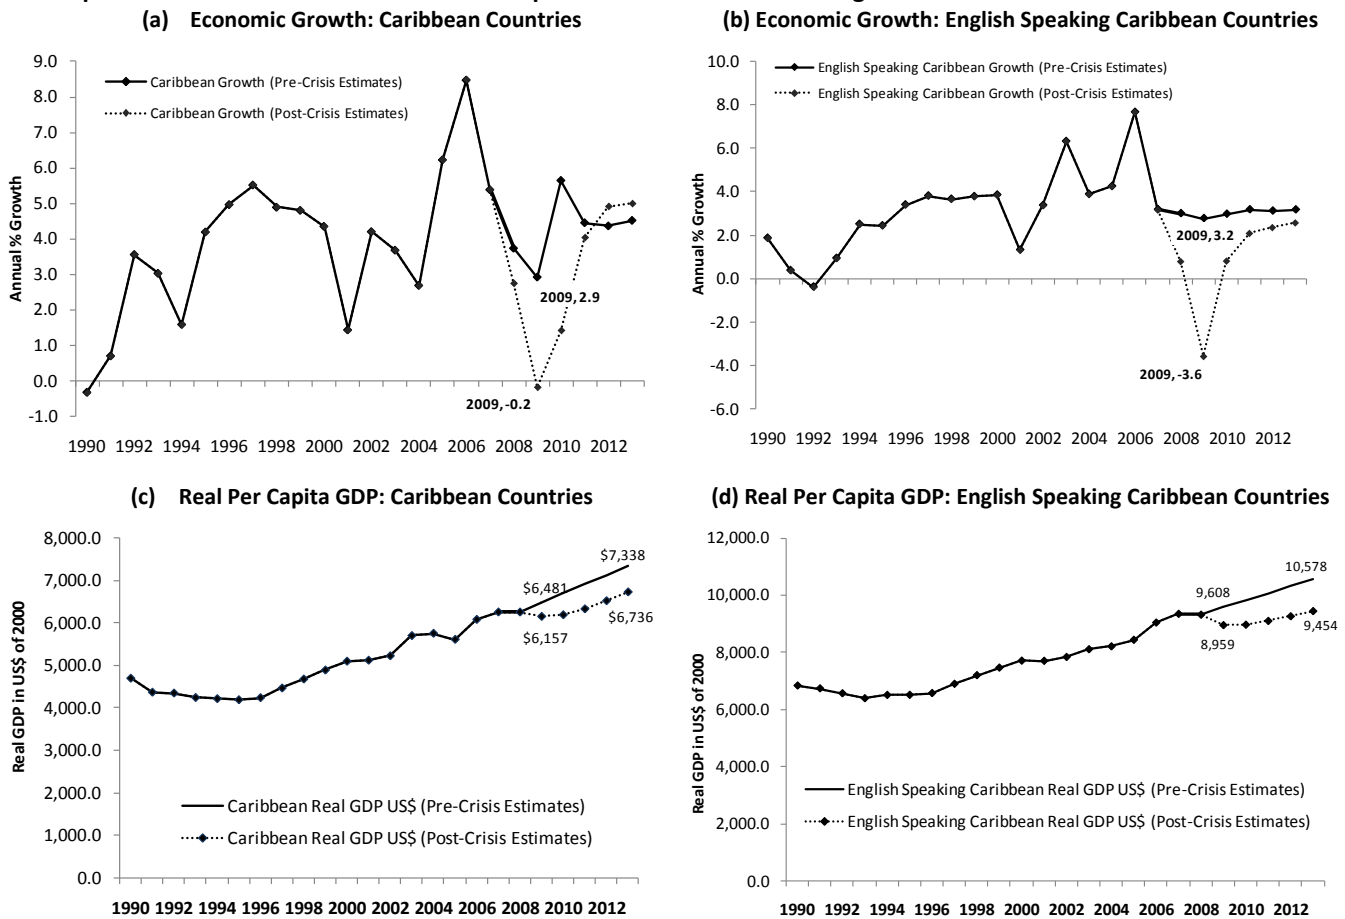 (a) Economic Growth: Caribbean Countries
9.0
8.0
7.0
6.0
5.0
4.0
3.0
2.0
1.0
0.0
-1.0
Annual % Growth
Caribbean Growth (Pre-Crisis Estimates)
Caribbean Growth (Post-Crisis Estimates)
2009, 2.9
2009, -0.2
1990 1992 1994 1996 1998 2000 2002 2004 2006 2008 2010 2012
(b) Economic Growth: English Speaking Caribbean Countries
10.0
8.0
6.0
4.0
2.0
0.0
-2.0
-4.0
-6.0
Annual % Growth
English Speaking Caribbean Growth (Pre-Crisis Estimates)
English Speaking Caribbean Growth (Post-Crisis Estimates)
2009, 3.2
2009, -3.6
1990 1992 1994 1996 1998 2000 2002 2004 2006 2008 2010 2012
(c) Real Per Capita GDP: Caribbean Countries
8,000.0
7,000.0
6,000.0
5,000.0
4,000.0
3,000.0
2,000.0
1,000.0
0.0
Real GDP in US$ of 2000
$7,338
$6,481
$6,736
$6,157
Caribbean Real GDP US$ (Pre-Crisis Estimates)
Caribbean Real GDP US$ (Post-Crisis Estimates)
1990 1992 1994 1996 1998 2000 2002 2004 2006 2008 2010 2012
(d) Real Per Capita GDP: English Speaking Caribbean Countries
12,000.0
10,000.0
8,000.0
6,000.0
4,000.0
2,000.0
0.0
Real GDP in US$ of 2000
10,578
9,608
9,454
8,959
English Speaking Caribbean Real GDP US$ (Pre-Crisis Estimates)
English Speaking Caribbean Real GDP US$ (Post-Crisis Estimates)
1990 1992 1994 1996 1998 2000 2002 2004 2006 2008 2010 2012